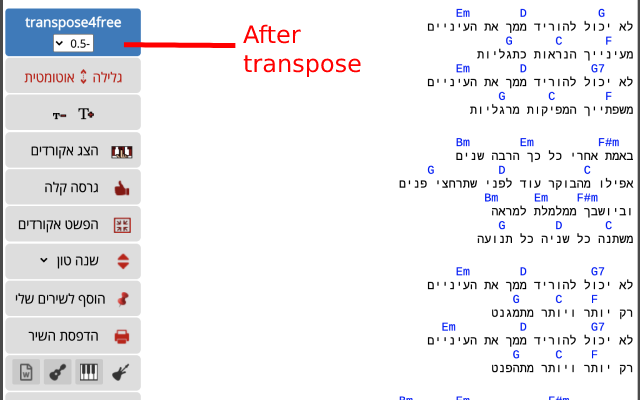 transpose4free
0.5-
גלילה אוטומטית
T- T+
הצג אקורדים
גרסה קלה
הפשט אקורדים
שנה טון
הוסף לשירים שלי
הדפסת השיר
W
After
transpose
Em D G
לא יכול להוריד ממך את העיניים
G C F
מעינייך הנראות כתגליות
Em D G7
לא יכול להוריד ממך את העיניים
G C F
משפתייך המפיקות מרגליות
Bm Em F#m
באמת אחרי כל כך הרבה שנים
G D C
אפילו מהבוקר עוד לפני שתרחצי פנים
Bm Em F#m
וביושבך ממלמלת למראה
G D C
משתנה כל שניה כל תנועה
Em D G7
לא יכול להוריד ממך את העיניים
G C F
רק יותר ויותר מתמגנט
Em D G7
לא יכול להוריד ממך את העיניים
G C F
רק יותר ויותר מתהפנט
Bm Em F#m